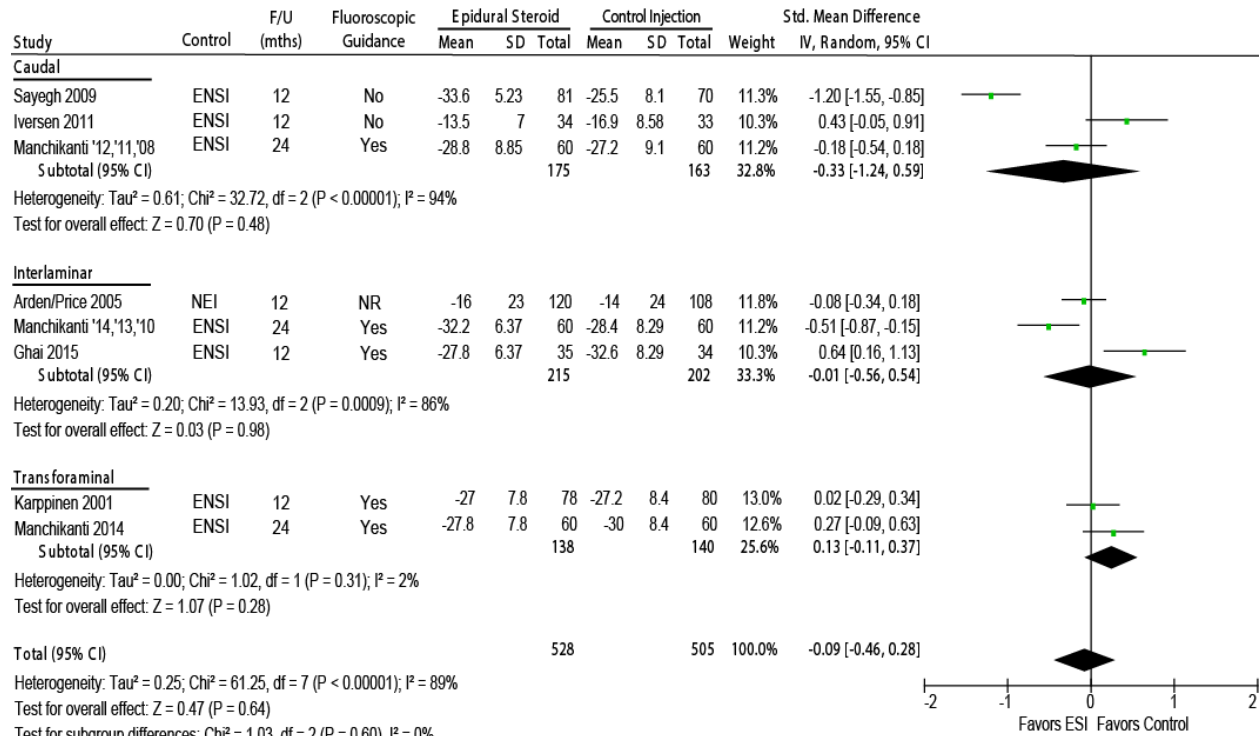 F/U Fluoroscopic Epidural Steroid Control Injection Std. Mean Difference
Study Control (mths) Guidance Mean SD Total Mean SD Total Weight IV, Random, 95% CI
Caudal
Sayegh 2009 ENSI 12 No -33.6 5.23 81 -25.5 8.1 70 11.3% -1.20 [-1.55, -0.85]
Iversen 2011 ENSI 12 No -13.5 7 34 -16.9 8.58 33 10.3% 0.43 [-0.05, 0.91]
Manchikanti '12,'11,'08 ENSI 24 Yes -28.8 8.85 60 -27.2 9.1 60 11.2% -0.18 [-0.54, 0.18]
Subtotal (95% CI) 175 163 32.8% -0.33 [-1.24, 0.59]
Heterogeneity: Tau² = 0.61; Chi² = 32.72, df = 2 (P < 0.00001); I² = 94%
Test for overall effect: Z = 0.70 (P = 0.48)
Interlaminar
Arden/Price 2005 NEI 12 NR -16 23 120 -14 24 108 11.8% -0.08 [-0.34, 0.18]
Manchikanti '14,'13,'10 ENSI 24 Yes -32.2 6.37 60 -28.4 8.29 60 11.2% -0.51 [-0.87, -0.15]
Ghai 2015 ENSI 12 Yes -27.8 6.37 35 -32.6 8.29 34 10.3% 0.64 [0.16, 1.13]
Subtotal (95% CI) 215 202 33.3% -0.01 [-0.56, 0.54]
Heterogeneity: Tau² = 0.20; Chi² = 13.93, df = 2 (P = 0.0009); I² = 86%
Test for overall effect: Z = 0.03 (P = 0.98)
Transforaminal
Karppinen 2001 ENSI 12 Yes -27 7.8 78 -27.2 8.4 80 13.0% 0.02 [-0.29, 0.34]
Manchikanti 2014 ENSI 24 Yes -27.8 7.8 60 -30 8.4 60 12.6% 0.27 [-0.09, 0.63]
Subtotal (95% CI) 138 140 25.6% 0.13 [-0.11, 0.37]
Heterogeneity: Tau² = 0.00; Chi² = 1.02, df = 1 (P = 0.31); I² = 2%
Test for overall effect: Z = 1.07 (P = 0.28)
Total (95% CI) 528 505 100.0% -0.09 [-0.46, 0.28]
Heterogeneity: Tau² = 0.25; Chi² = 61.25, df = 7 (P < 0.00001); I² = 89%
Test for overall effect: Z = 0.47 (P = 0.64)
Test for subgroup differences: Chi² = 1.03, df = 2 (P = 0.60), I² = 0%
-2 -1 0 1 2
Favors ESI Favors Control